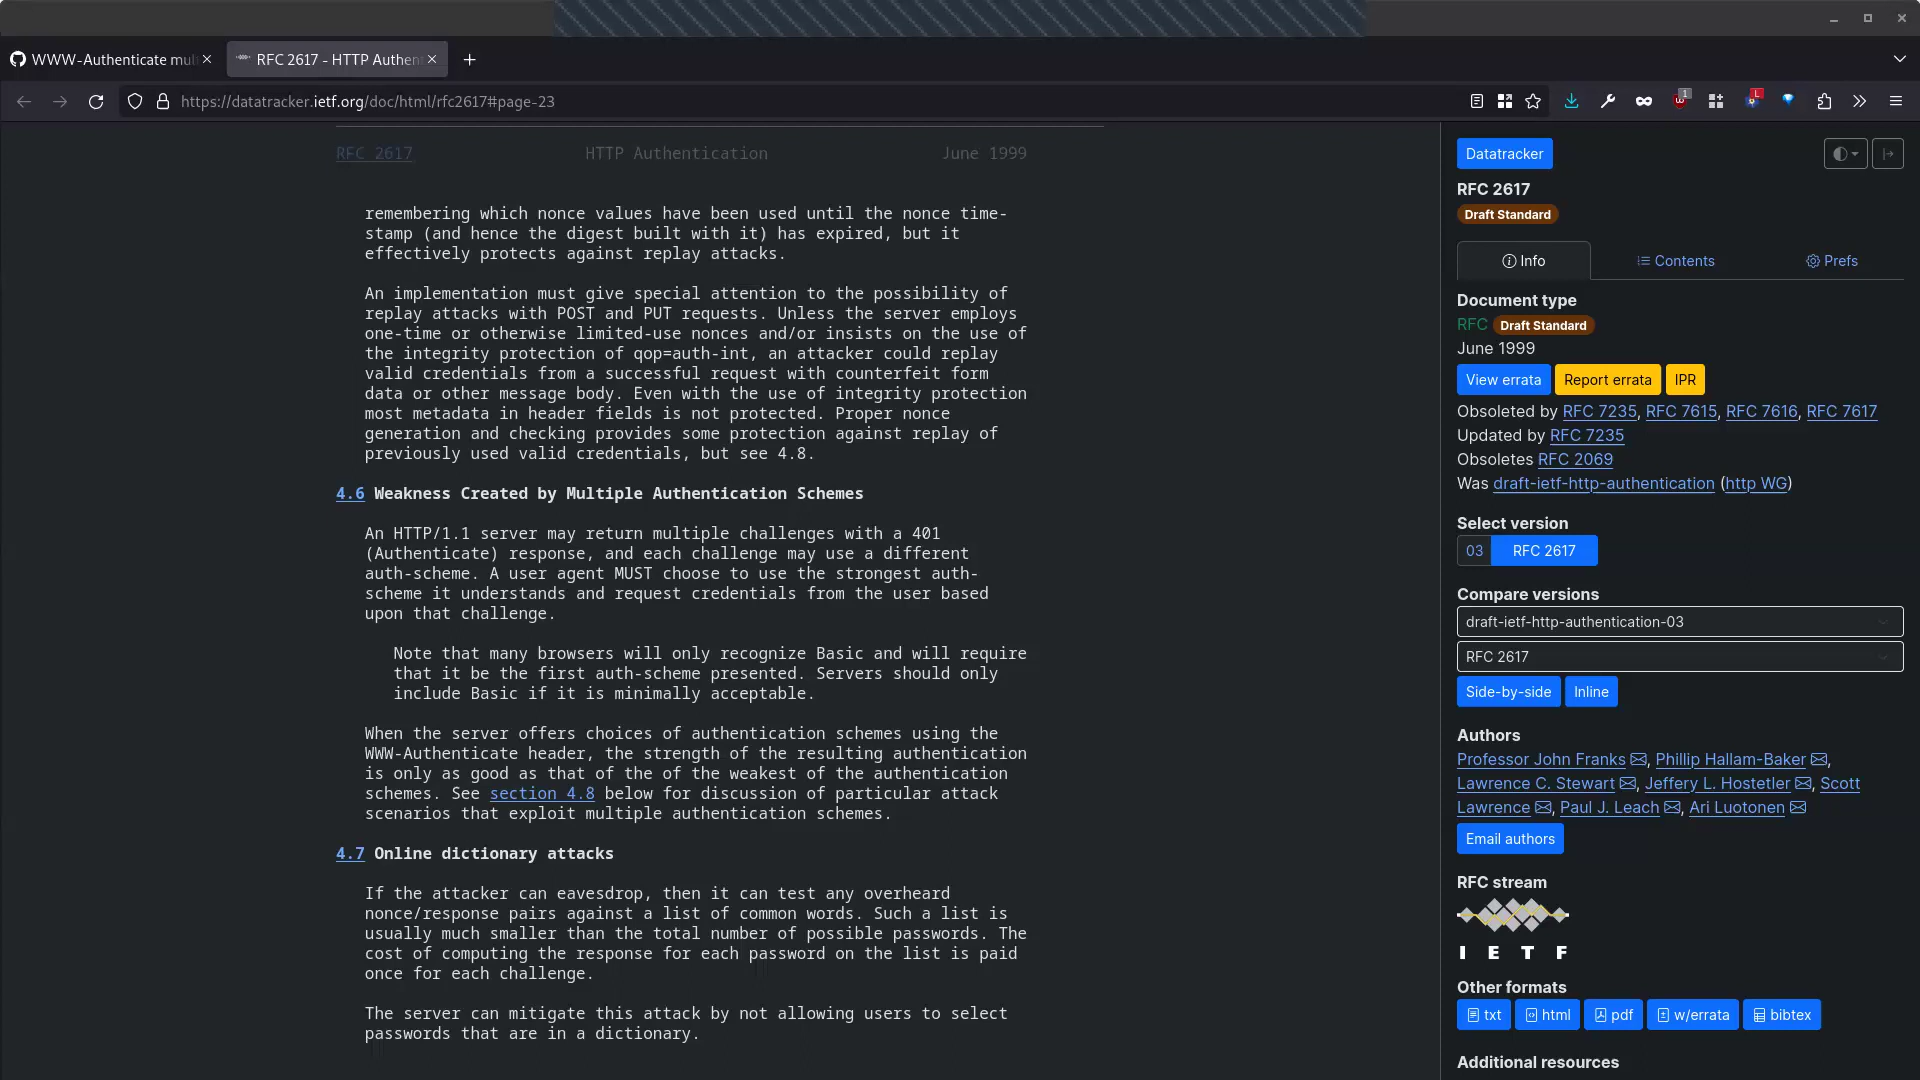 WWW-Authenticate mul
RFC 2617 - HTTP Authen
https://datatracker.ietf.org/doc/html/rfc2617#page-23
1
L
RFC 2617 HTTP Authentication June 1999
remembering which nonce values have been used until the nonce time-
stamp (and hence the digest built with it) has expired, but it
effectively protects against replay attacks.
An implementation must give special attention to the possibility of
replay attacks with POST and PUT requests. Unless the server employs
one-time or otherwise limited-use nonces and/or insists on the use of
the integrity protection of qop=auth-int, an attacker could replay
valid credentials from a successful request with counterfeit form
data or other message body. Even with the use of integrity protection
most metadata in header fields is not protected. Proper nonce
generation and checking provides some protection against replay of
previously used valid credentials, but see 4.8.
4.6 Weakness Created by Multiple Authentication Schemes
An HTTP/1.1 server may return multiple challenges with a 401
(Authenticate) response, and each challenge may use a different
auth-scheme. A user agent MUST choose to use the strongest auth-
scheme it understands and request credentials from the user based
upon that challenge.
Note that many browsers will only recognize Basic and will require
that it be the first auth-scheme presented. Servers should only
include Basic if it is minimally acceptable.
When the server offers choices of authentication schemes using the
WWW-Authenticate header, the strength of the resulting authentication
is only as good as that of the of the weakest of the authentication
schemes. See section 4.8 below for discussion of particular attack
scenarios that exploit multiple authentication schemes.
4.7 Online dictionary attacks
If the attacker can eavesdrop, then it can test any overheard
nonce/response pairs against a list of common words. Such a list is
usually much smaller than the total number of possible passwords. The
cost of computing the response for each password on the list is paid
once for each challenge.
The server can mitigate this attack by not allowing users to select
passwords that are in a dictionary.
Datatracker
RFC 2617
Draft Standard
Info Contents Prefs
Document type
RFC Draft Standard
June 1999
View errata Report errata IPR
Obsoleted by RFC 7235, RFC 7615, RFC 7616, RFC 7617
Updated by RFC 7235
Obsoletes RFC 2069
Was draft-ietf-http-authentication (http WG)
Select version
03 RFC 2617
Compare versions
draft-ietf-http-authentication-03
RFC 2617
Side-by-side Inline
Authors
Professor John Franks, Phillip Hallam-Baker,
Lawrence C. Stewart, Jeffery L. Hostetler, Scott
Lawrence, Paul J. Leach, Ari Luotonen
Email authors
RFC stream
I E T F
Other formats
txt html pdf w/errata bibtex
Additional resources